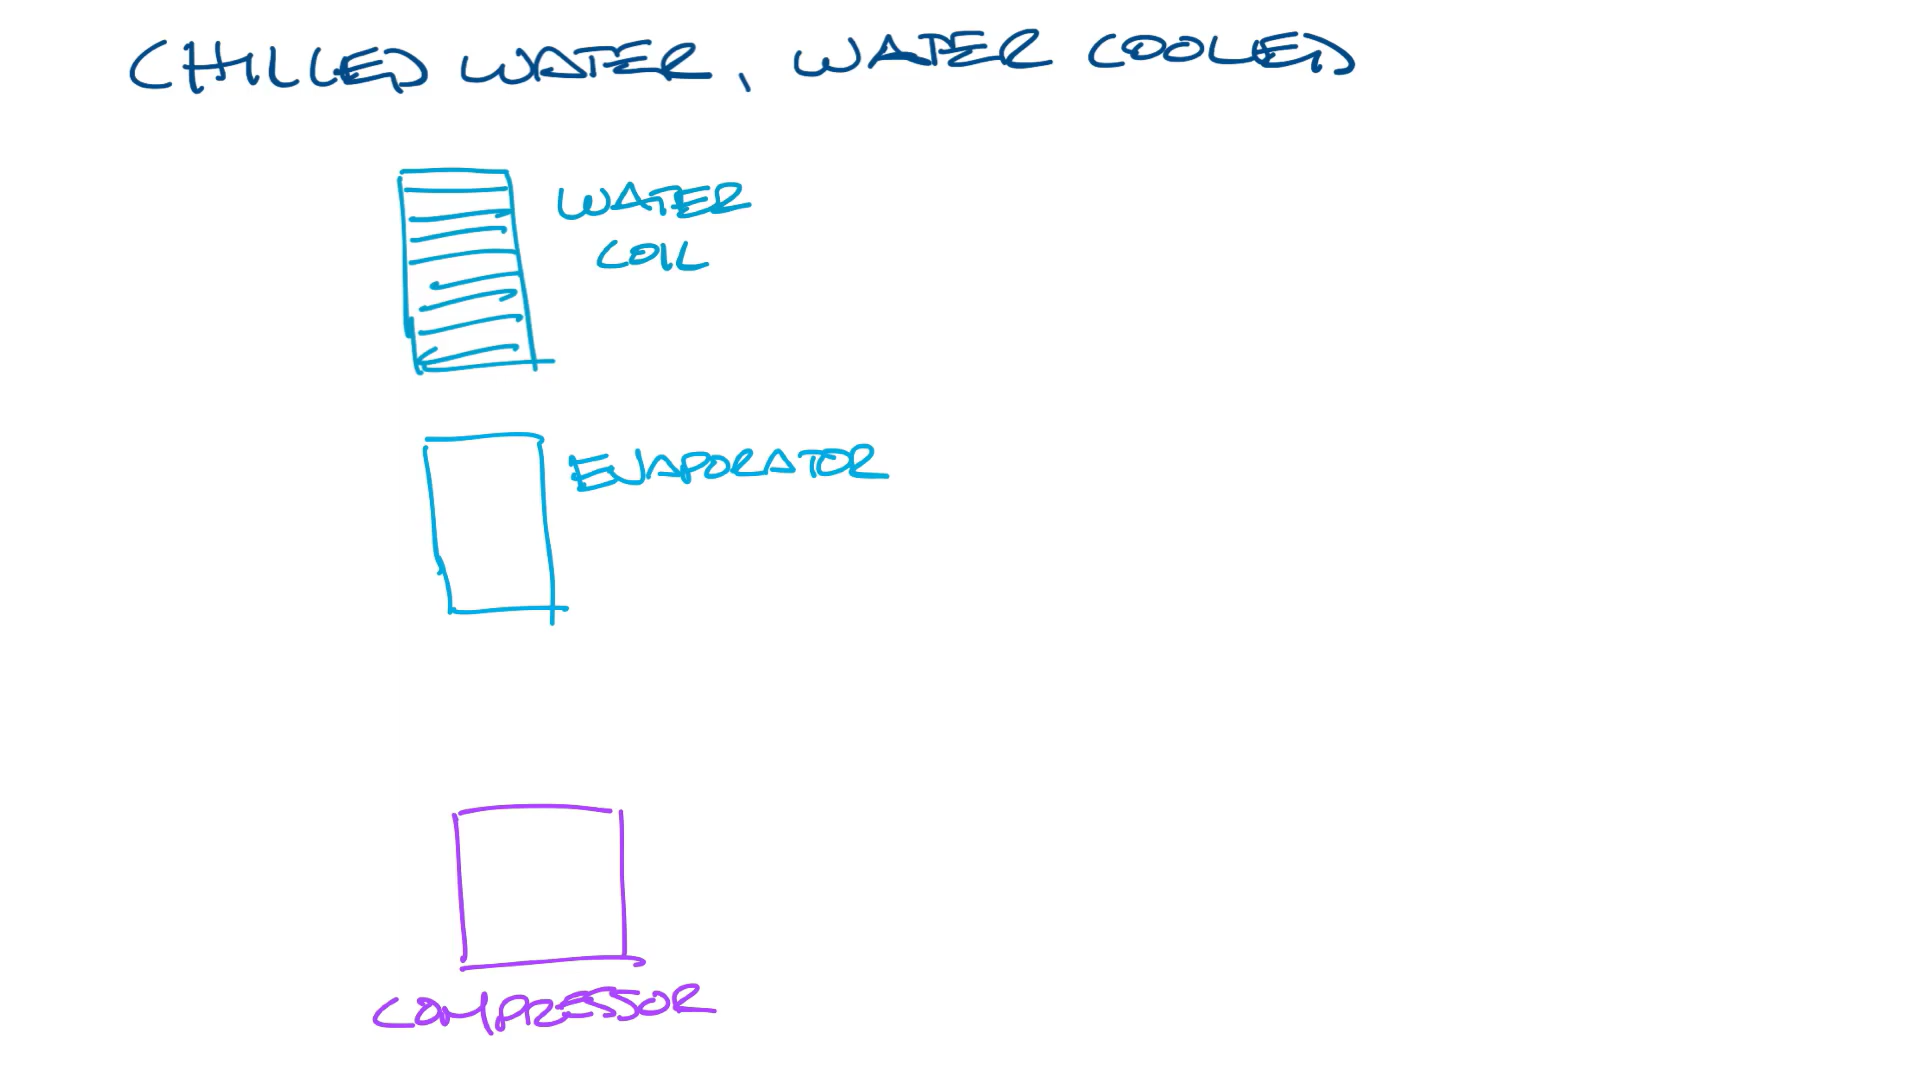 CHILLED WATER, WATER COOLED
WATER
COIL
EVAPORATOR
COMPRESSOR